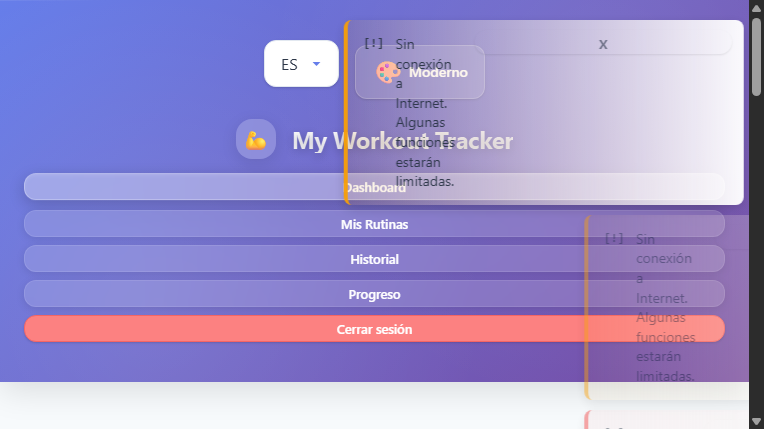 ES
Moderno
[!] Sin
conexión
a
Internet.
Algunas
funciones
estarán
limitadas.
x
My Workout Tracker
Dashboard
Mis Rutinas
Historial
Progreso
Cerrar sesión
[!] Sin
conexión
a
Internet.
Algunas
funciones
estarán
limitadas.